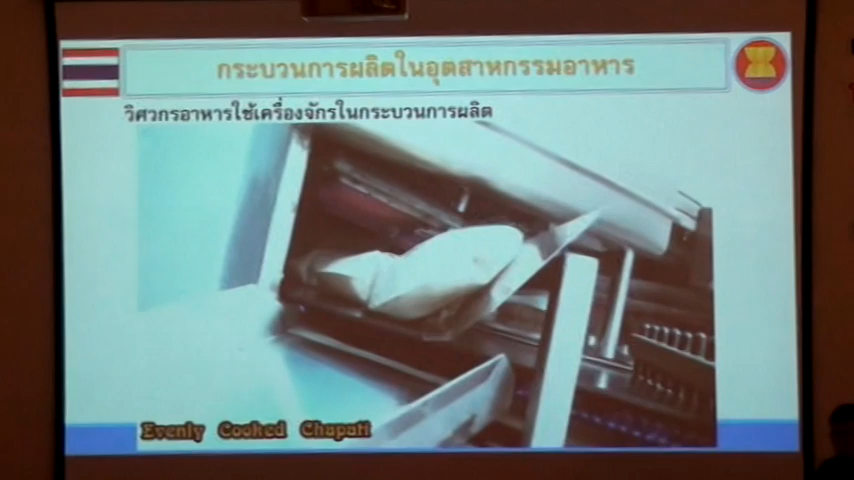 กระบวนการผลิตในอุตสาหกรรมอาหาร
วิศวกรอาหารใช้เครื่องจักรในกระบวนการผลิต
Evenly Cooked Chapati